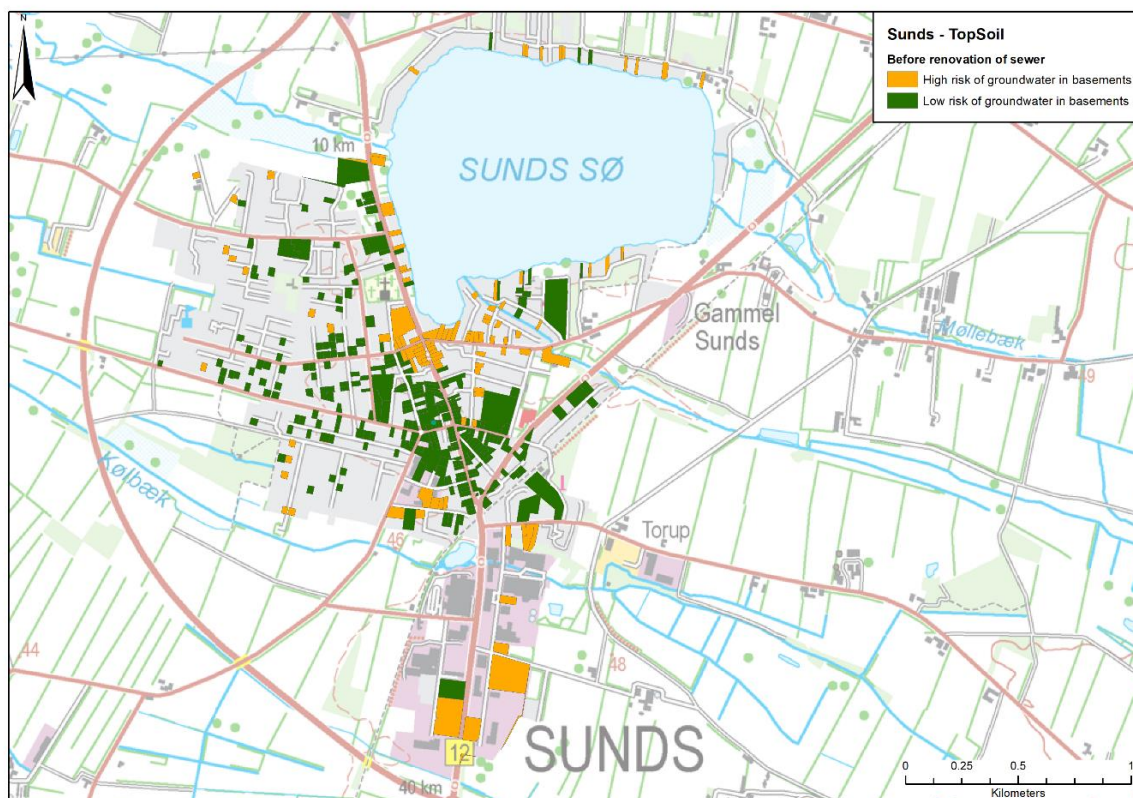 N
Sunds - TopSoil
Before renovation of sewer
High risk of groundwater in basements
Low risk of groundwater in basements
10 km
SUNDS SØ
Gammel
Sunds
Møllebæk
49
Kølbæk
46
Torup
44
48
SUNDS
12
40 km
0 0.25 0.5 1
Kilometers